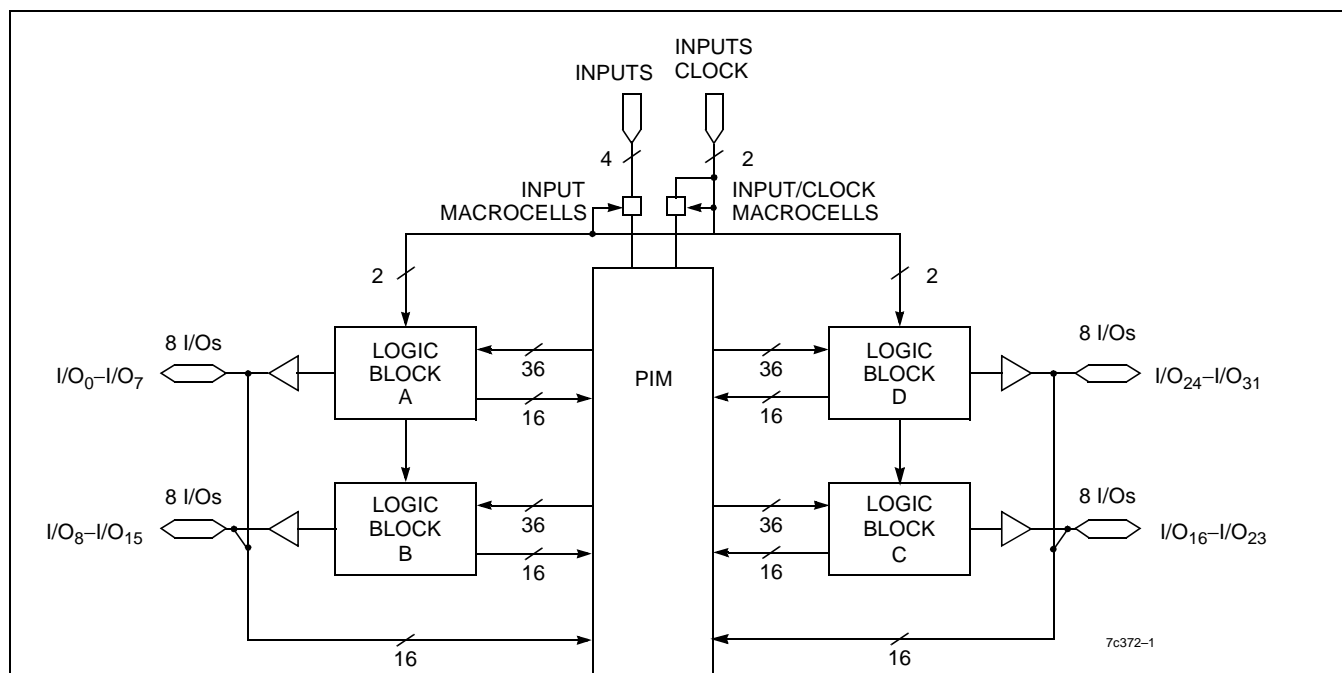 INPUTS
INPUTS
CLOCK
4
2
INPUT
MACROCELLS
INPUT/CLOCK
MACROCELLS
2
2
8 I/Os
I/O0–I/O7
LOGIC
BLOCK
A
36
16
PIM
36
16
LOGIC
BLOCK
D
8 I/Os
I/O24–I/O31
8 I/Os
I/O8–I/O15
LOGIC
BLOCK
B
36
16
36
16
LOGIC
BLOCK
C
8 I/Os
I/O16–I/O23
16
16
7c372–1